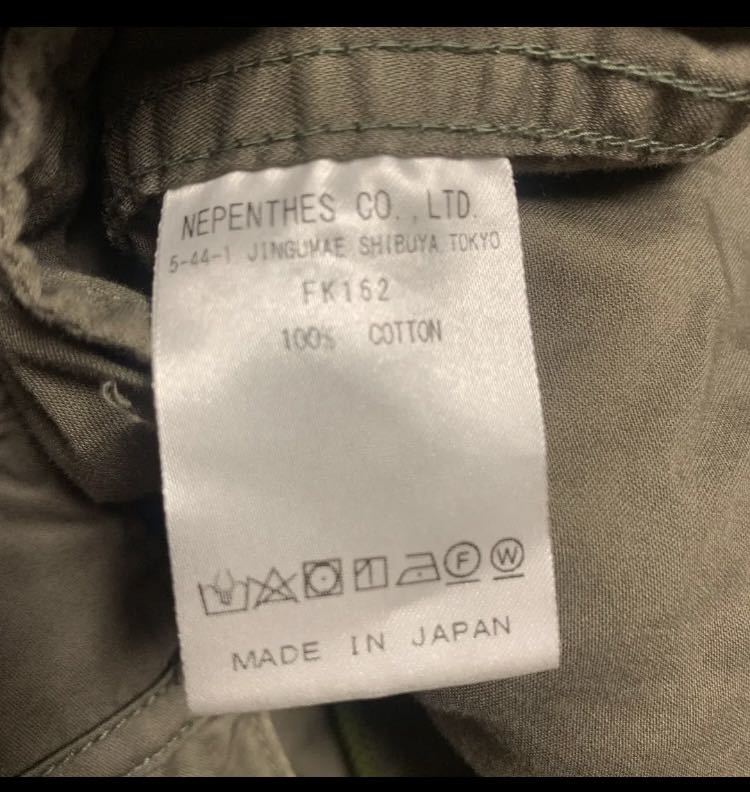 NEPENTHES CO.,LTD.
5-44-1 JINGUMAE SHIBUYA TOKYO
FK162
100% COTTON
F W
MADE IN JAPAN